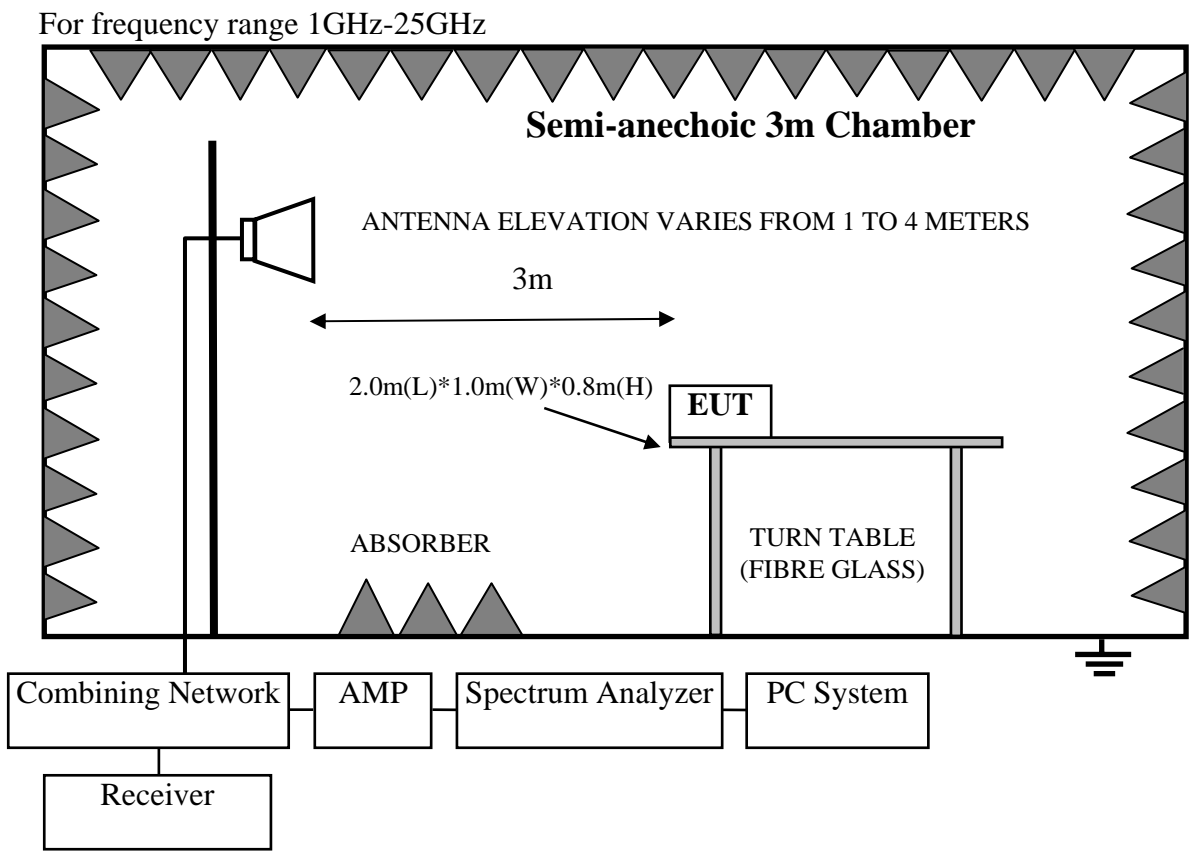 For frequency range 1GHz-25GHz
Semi-anechoic 3m Chamber
ANTENNA ELEVATION VARIES FROM 1 TO 4 METERS
3m
2.0m(L)*1.0m(W)*0.8m(H)
EUT
ABSORBER
TURN TABLE
(FIBRE GLASS)
Combining Network
AMP
Spectrum Analyzer
PC System
Receiver